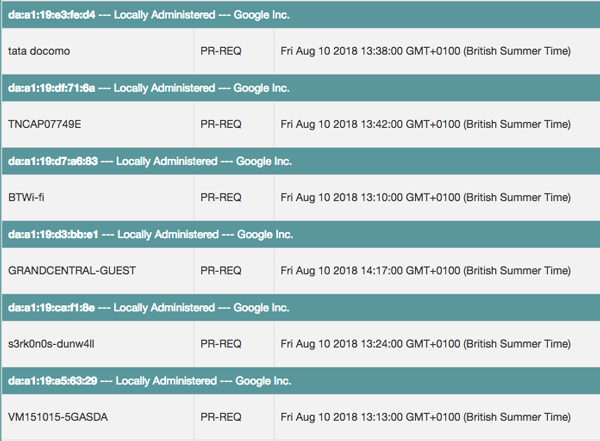 da:a1:19:e3:fe:d4 --- Locally Administered --- Google Inc.
tata docomo PR-REQ Fri Aug 10 2018 13:38:00 GMT+0100 (British Summer Time)
da:a1:19:df:71:6a --- Locally Administered --- Google Inc.
TNCAP07749E PR-REQ Fri Aug 10 2018 13:42:00 GMT+0100 (British Summer Time)
da:a1:19:d7:a6:83 --- Locally Administered --- Google Inc.
BTWi-fi PR-REQ Fri Aug 10 2018 13:10:00 GMT+0100 (British Summer Time)
da:a1:19:d3:bb:e1 --- Locally Administered --- Google Inc.
GRANDCENTRAL-GUEST PR-REQ Fri Aug 10 2018 14:17:00 GMT+0100 (British Summer Time)
da:a1:19:ca:f1:8e --- Locally Administered --- Google Inc.
s3rk0n0s-dunw4ll PR-REQ Fri Aug 10 2018 13:24:00 GMT+0100 (British Summer Time)
da:a1:19:a5:63:29 --- Locally Administered --- Google Inc.
VM151015-5GASDA PR-REQ Fri Aug 10 2018 13:13:00 GMT+0100 (British Summer Time)